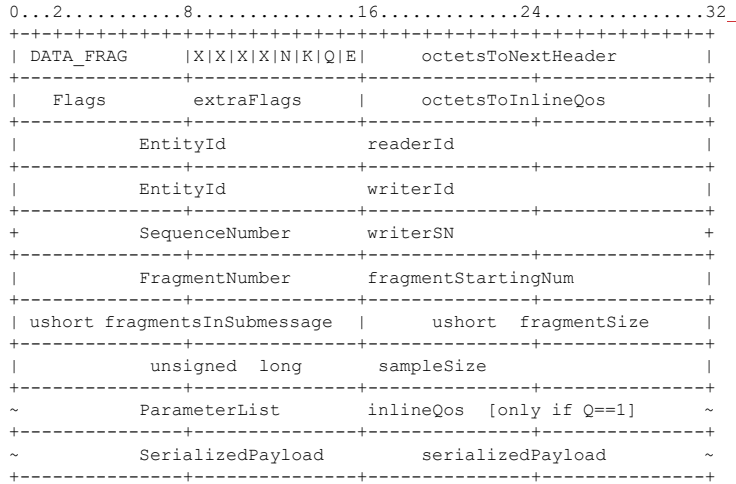 0...2...........8...............16.............24...............32_
+-+-+-+-+-+-+-+-+-+-+-+-+-+-+-+-+-+-+-+-+-+-+-+-+-+-+-+-+-+-+-+-+
| DATA_FRAG |X|X|X|X|N|K|Q|E| octetsToNextHeader |
+---------------+---------------+---------------+---------------+
| Flags extraFlags | octetsToInlineQos |
+---------------+---------------+---------------+---------------+
| EntityId readerId |
+---------------+---------------+---------------+---------------+
| EntityId writerId |
+---------------+---------------+---------------+---------------+
+ SequenceNumber writerSN +
+---------------+---------------+---------------+---------------+
| FragmentNumber fragmentStartingNum |
+---------------+---------------+---------------+---------------+
| ushort fragmentsInSubmessage | ushort fragmentSize |
+---------------+---------------+---------------+---------------+
| unsigned long sampleSize |
+---------------+---------------+---------------+---------------+
~ ParameterList inlineQos [only if Q==1] ~
+---------------+---------------+---------------+---------------+
~ SerializedPayload serializedPayload ~
+---------------+---------------+---------------+---------------+